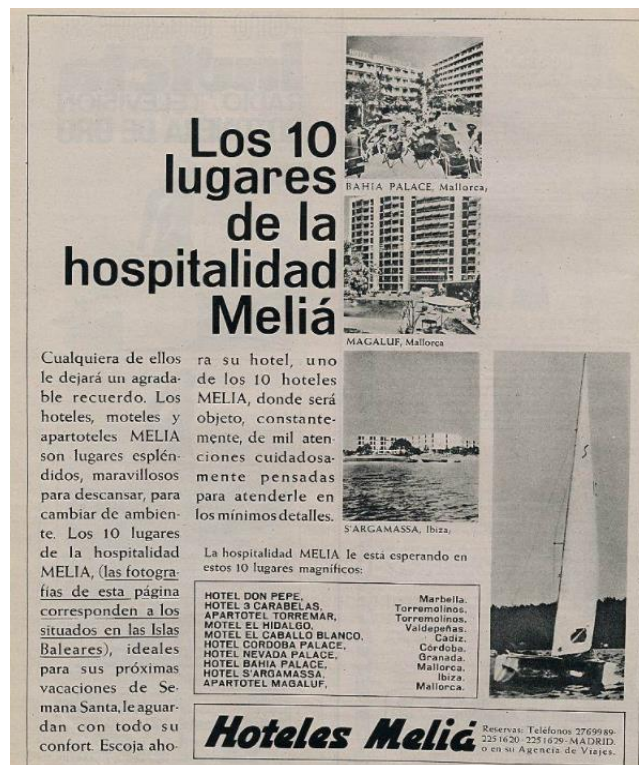 Los 10
lugares
de la
hospitalidad
Meliá
BAHIA PALACE, Mallorca,
MAGALUF, Mallorca
S'ARGAMASSA, Ibiza,
Cualquiera de ellos
le dejará un agrada-
ble recuerdo. Los
hoteles, moteles y
apartoteles MELIA
son lugares esplén-
didos, maravillosos
para descansar, para
cambiar de ambien-
te. Los 10 lugares
de la hospitalidad
MELIA, (las fotogra-
fías de esta página
corresponden a los
situados en las Islas
Baleares), ideales
para sus próximas
vacaciones de Se-
mana Santa, le aguar-
dan con todo su
confort. Escoja aho-
ra su hotel, uno
de los 10 hoteles
MELIA, donde será
objeto, constante-
mente, de mil aten-
ciones cuidadosa-
mente pensadas
para atenderle en
los mínimos detalles.
La hospitalidad MELIA le está esperando en
estos 10 lugares magníficos:
HOTEL DON PEPE, Marbella.
HOTEL 3 CARABELAS, Torremolinos.
APARTOTEL TORREMAR, Torremolinos.
MOTEL EL HIDALGO, Valdepeñas.
MOTEL EL CABALLO BLANCO, Cadiz.
HOTEL CORDOBA PALACE, Córdoba.
HOTEL NEVADA PALACE, Granada.
HOTEL BAHIA PALACE, Mallorca.
HOTEL S'ARGAMASSA, Ibiza.
APARTOTEL MAGALUF, Mallorca.
Hoteles Meliá
Reservas: Teléfonos 2769989-
2251620-2251629-MADRID.
o en su Agencia de Viajes.